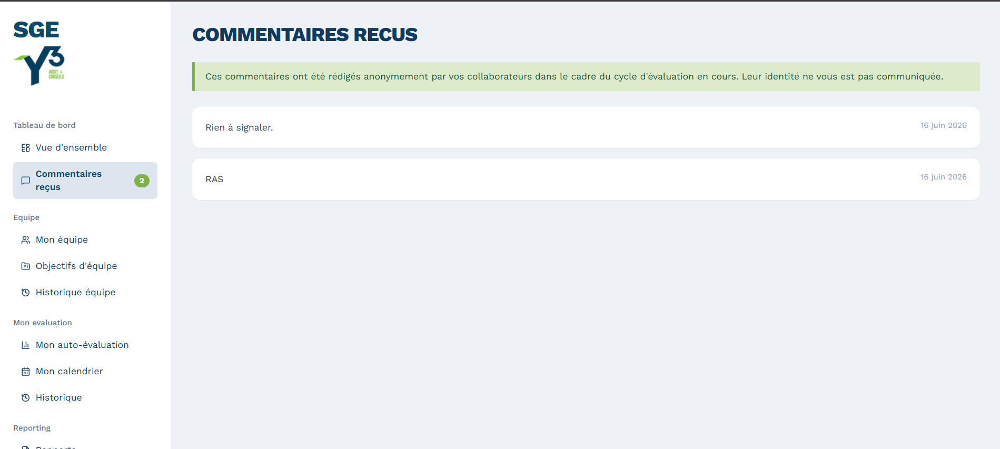 SGE
Y3
AUDIT &
CONSEILS
Tableau de bord
Vue d'ensemble
Commentaires
reçus
2
Equipe
Mon équipe
Objectifs d'équipe
Historique équipe
Mon evaluation
Mon auto-évaluation
Mon calendrier
Historique
Reporting
COMMENTAIRES RECUS
Ces commentaires ont été rédigés anonymement par vos collaborateurs dans le cadre du cycle d'évaluation en cours. Leur identité ne vous est pas communiquée.
Rien à signaler.
16 juin 2026
RAS
16 juin 2026